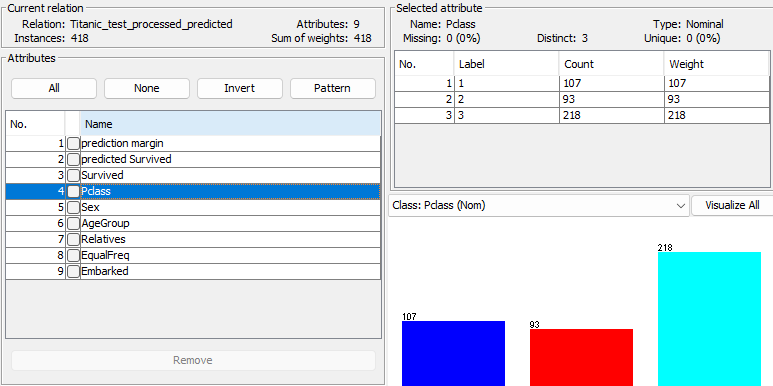 Current relation
Relation: Titanic_test_processed_predicted Attributes: 9
Instances: 418 Sum of weights: 418
Attributes
All None Invert Pattern
No. Name
1 prediction margin
2 predicted Survived
3 Survived
4 Pclass
5 Sex
6 AgeGroup
7 Relatives
8 EqualFreq
9 Embarked
Remove
Selected attribute
Name: Pclass Type: Nominal
Missing: 0 (0%) Distinct: 3 Unique: 0 (0%)
No. Label Count Weight
1 1 107 107
2 2 93 93
3 3 218 218
Class: Pclass (Nom) Visualize All
107
93
218